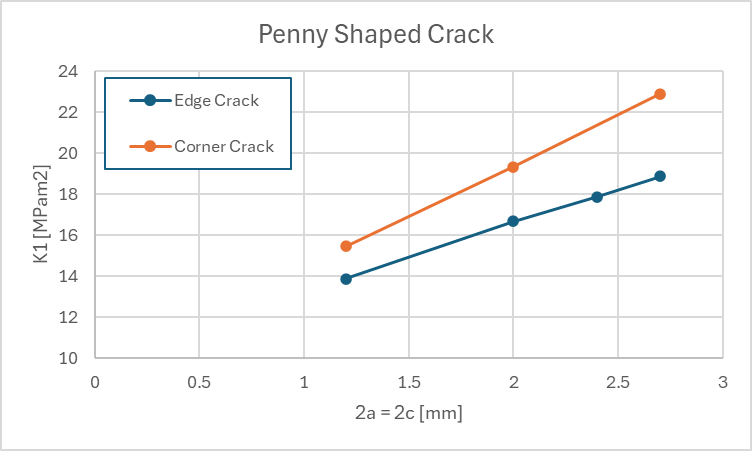 Penny Shaped Crack
Edge Crack
Corner Crack
24
22
20
18
16
14
12
10
K1 [MPam2]
0 0.5 1 1.5 2 2.5 3
2a = 2c [mm]